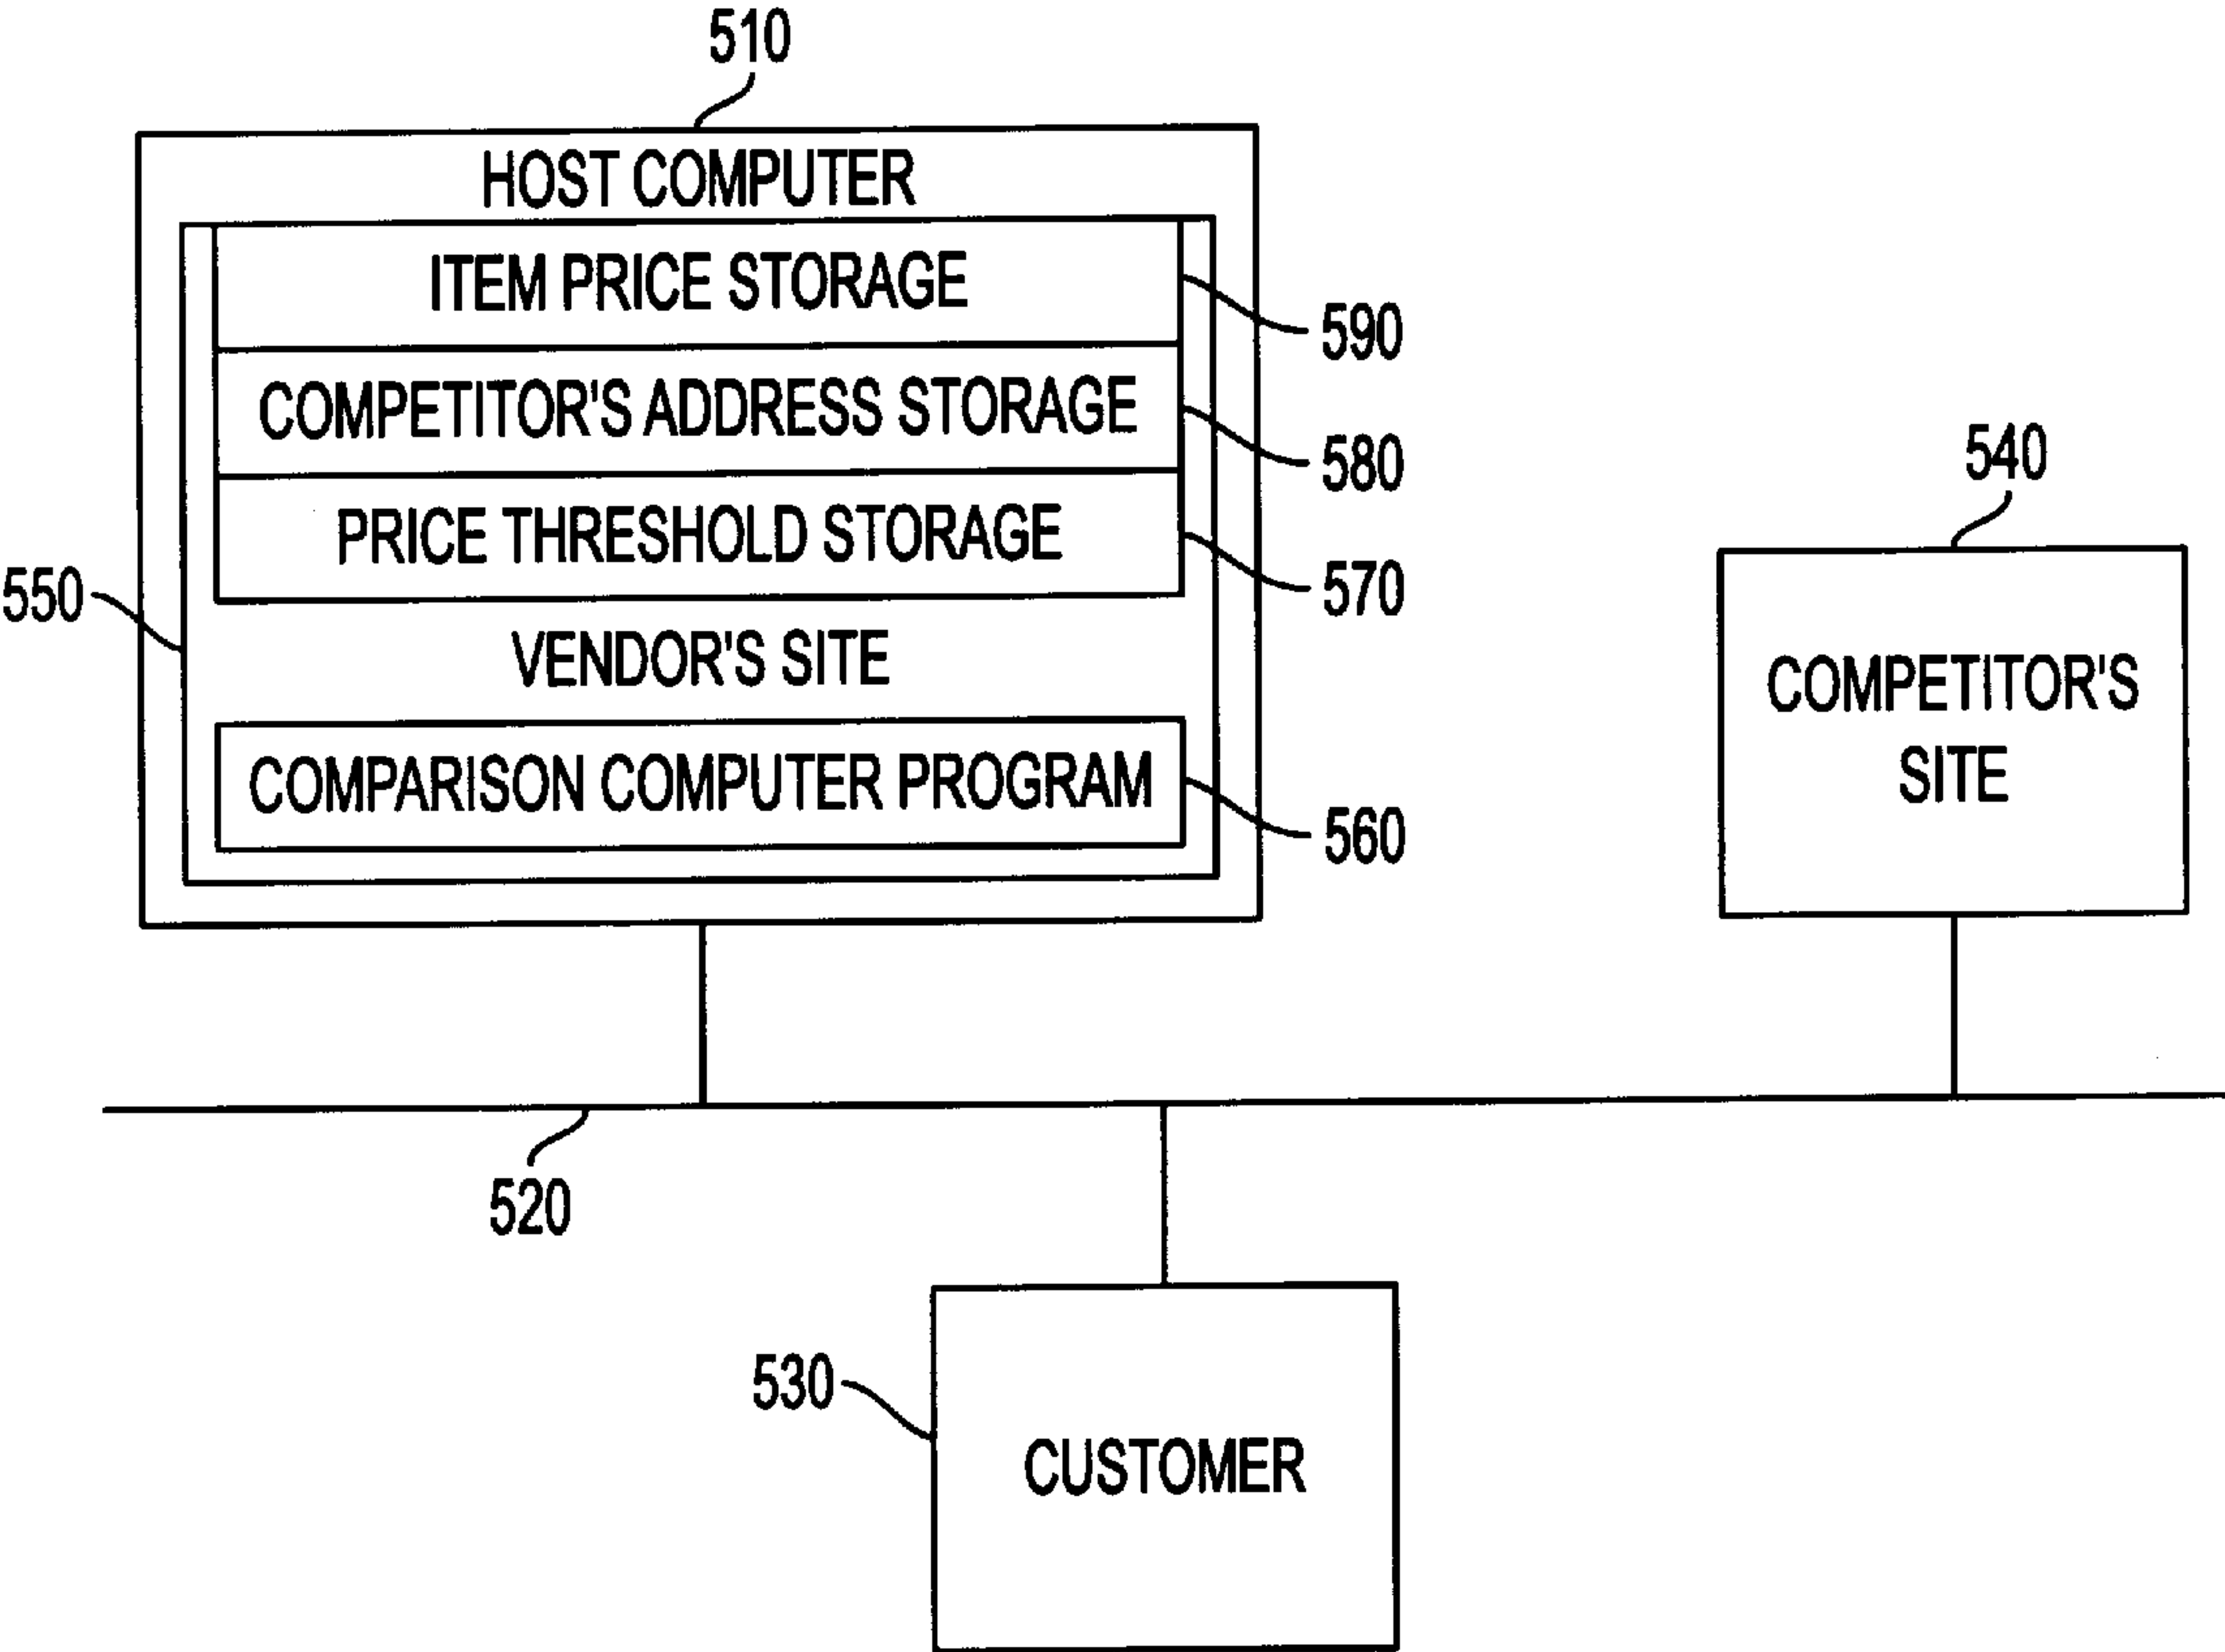 510
HOST COMPUTER
ITEM PRICE STORAGE
590
COMPETITOR'S ADDRESS STORAGE
580
PRICE THRESHOLD STORAGE
570
550
VENDOR'S SITE
COMPARISON COMPUTER PROGRAM
560
540
COMPETITOR'S
SITE
520
530
CUSTOMER